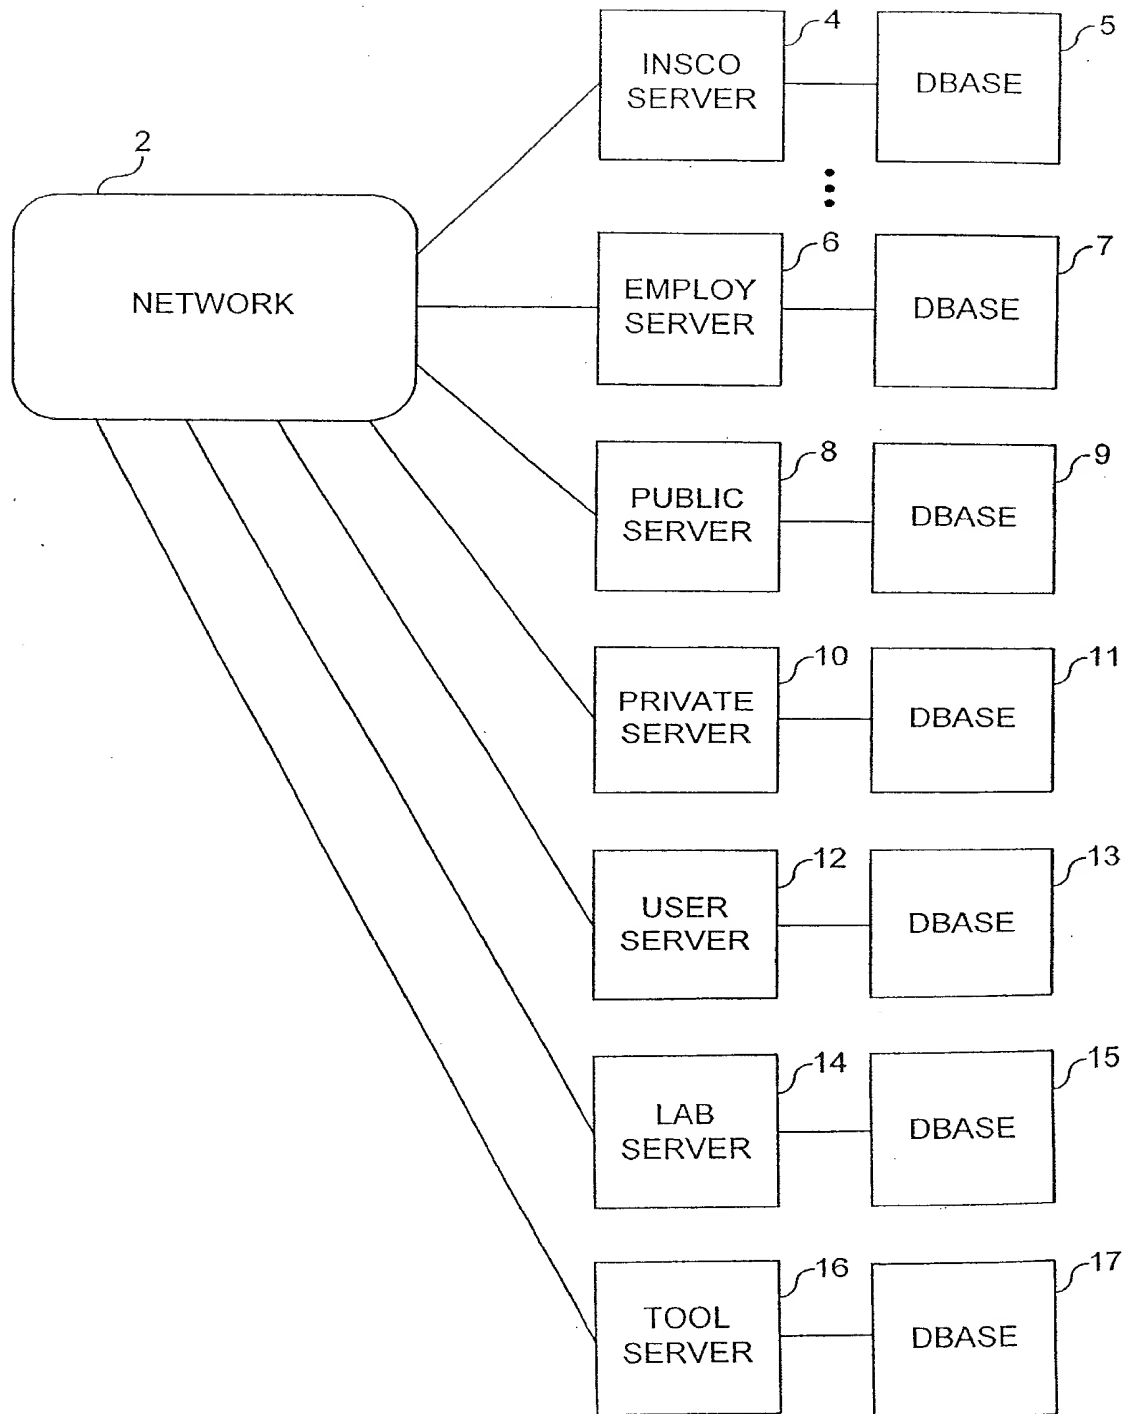 4
5
INSCO
SERVER
DBASE
2
NETWORK
6
7
EMPLOY
SERVER
DBASE
8
9
PUBLIC
SERVER
DBASE
10
11
PRIVATE
SERVER
DBASE
12
13
USER
SERVER
DBASE
14
15
LAB
SERVER
DBASE
16
17
TOOL
SERVER
DBASE